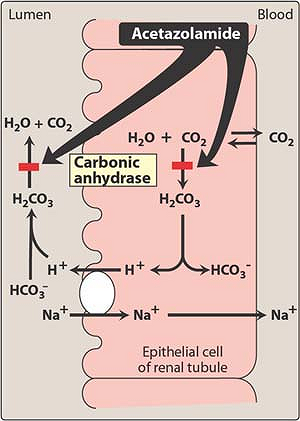 Lumen
Blood
Acetazolamide
H₂O + CO₂
H₂O + CO₂
CO₂
Carbonic
anhydrase
H₂CO₃
H₂CO₃
H⁺
H⁺
HCO₃⁻
HCO₃⁻
Na⁺
Na⁺
Na⁺
Epithelial cell
of renal tubule